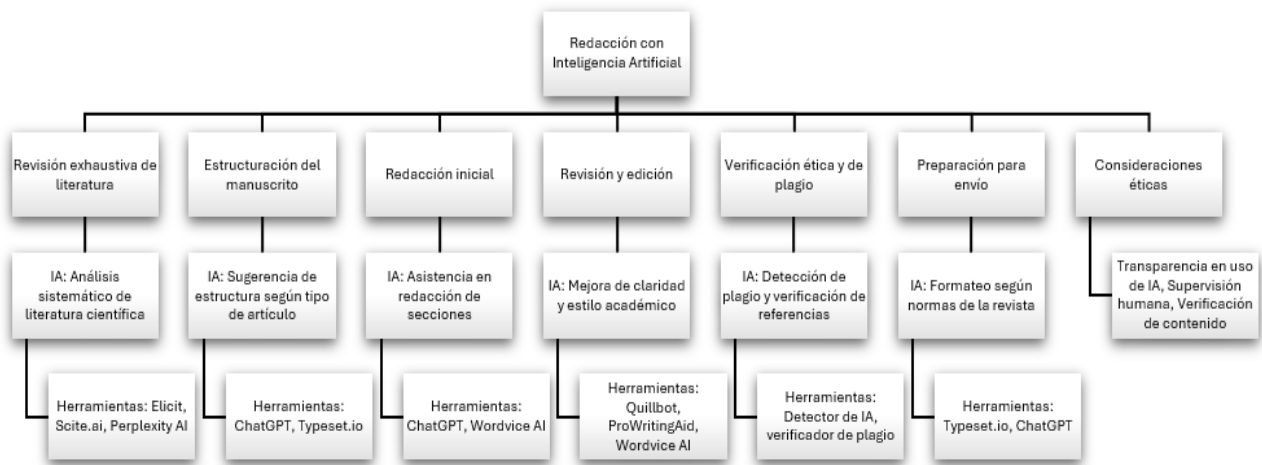 Redacción con
Inteligencia Artificial
Revisión exhaustiva de
literatura
Estructuración del
manuscrito
Redacción inicial
Revisión y edición
Verificación ética y de
plagio
Preparación para
envío
Consideraciones
éticas
IA: Análisis
sistemático de
literatura científica
IA: Sugerencia de
estructura según tipo
de artículo
IA: Asistencia en
redacción de
secciones
IA: Mejora de claridad
y estilo académico
IA: Detección de
plagio y verificación de
referencias
IA: Formateo según
normas de la revista
Transparencia en uso
de IA, Supervisión
humana, Verificación
de contenido
Herramientas: Elicit,
Scite.ai, Perplexity AI
Herramientas:
ChatGPT, Typeset.io
Herramientas:
ChatGPT, Wordvice AI
Herramientas:
Quillbot,
ProWritingAid,
Wordvice AI
Herramientas:
Detector de IA,
verificador de plagio
Herramientas:
Typeset.io, ChatGPT